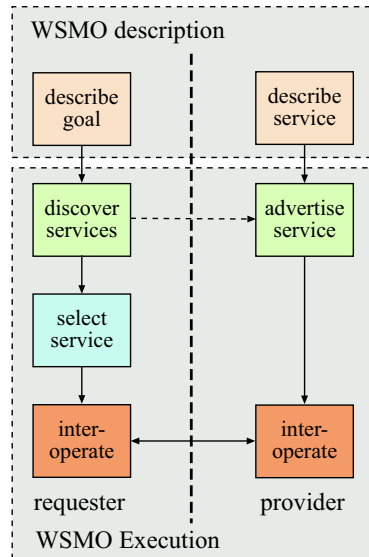 WSMO description
describe
goal
describe
service
discover
services
advertise
service
select
service
inter-
operate
inter-
operate
requester
provider
WSMO Execution